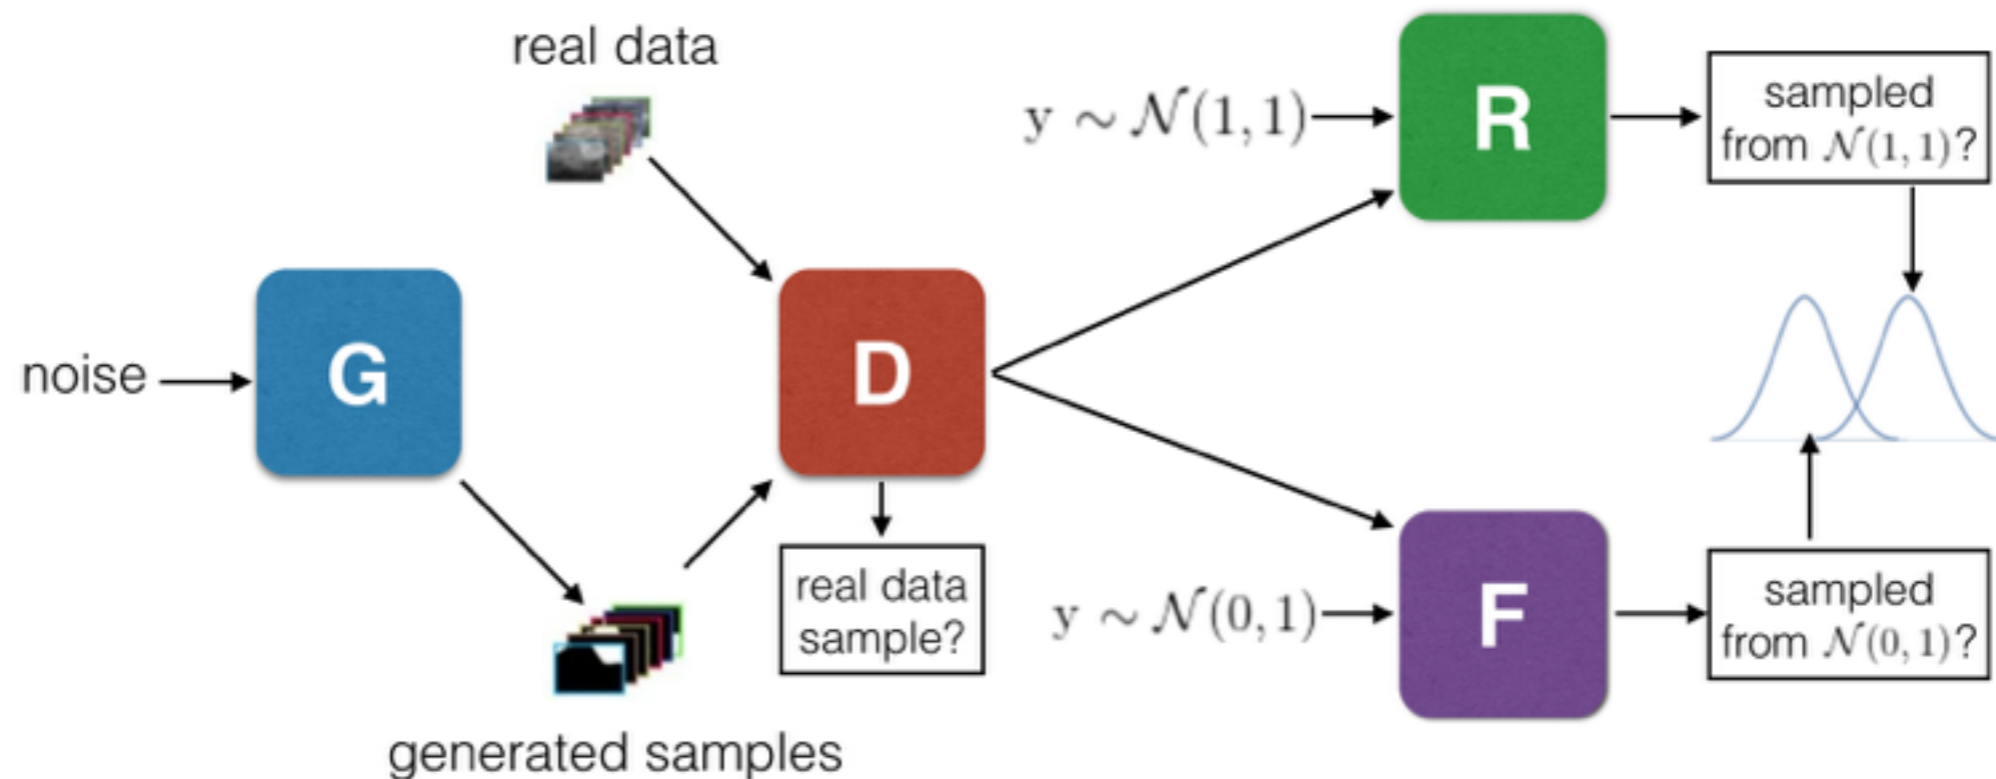 real data
y ∼ 𝒩(1, 1)
R
sampled
from 𝒩(1, 1)?
noise
G
D
real data
sample?
y ∼ 𝒩(0, 1)
F
sampled
from 𝒩(0, 1)?
generated samples